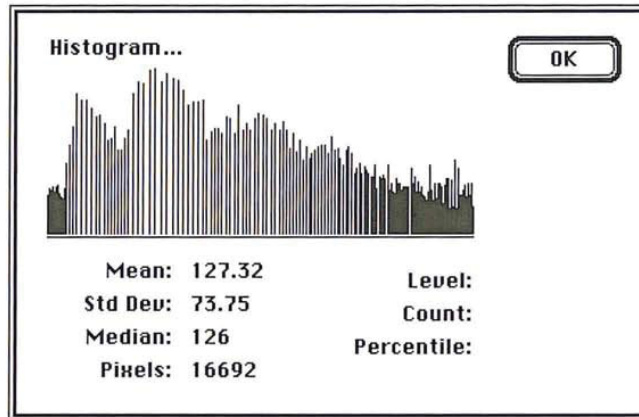 Histogram...
OK
Mean: 127.32
Std Dev: 73.75
Median: 126
Pixels: 16692
Level:
Count:
Percentile: